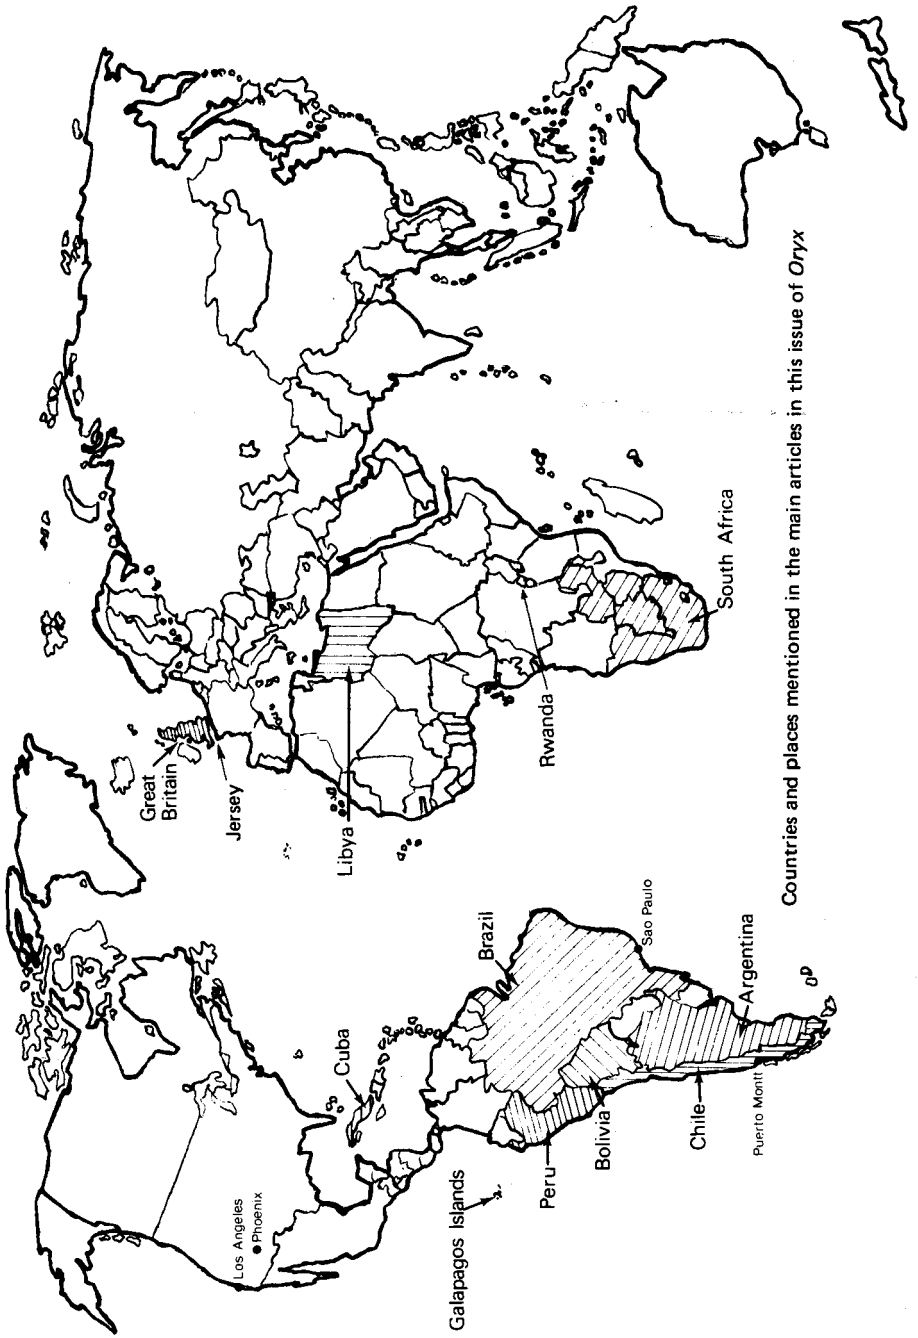 Los Angeles
Phoenix
Galapagos Islands
Cuba
Peru
Bolivia
Chile
Puerto Montt
Brazil
Sao Paulo
Argentina
Great
Britain
Jersey
Libya
Rwanda
South Africa
Countries and places mentioned in the main articles in this issue of Oryx